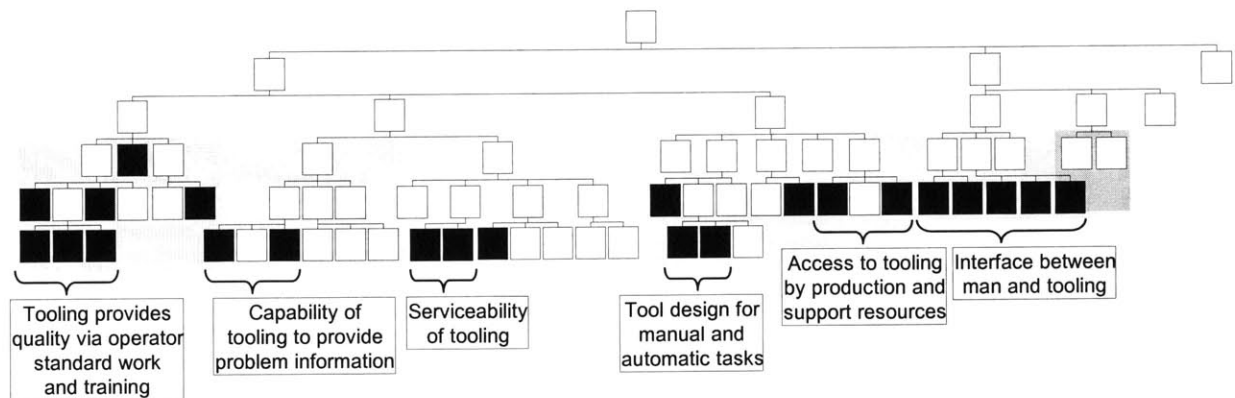 Tooling provides
quality via operator
standard work
and training
Capability of
tooling to provide
problem information
Serviceability
of tooling
Tool design for
manual and
automatic tasks
Access to tooling
by production and
support resources
Interface between
man and tooling